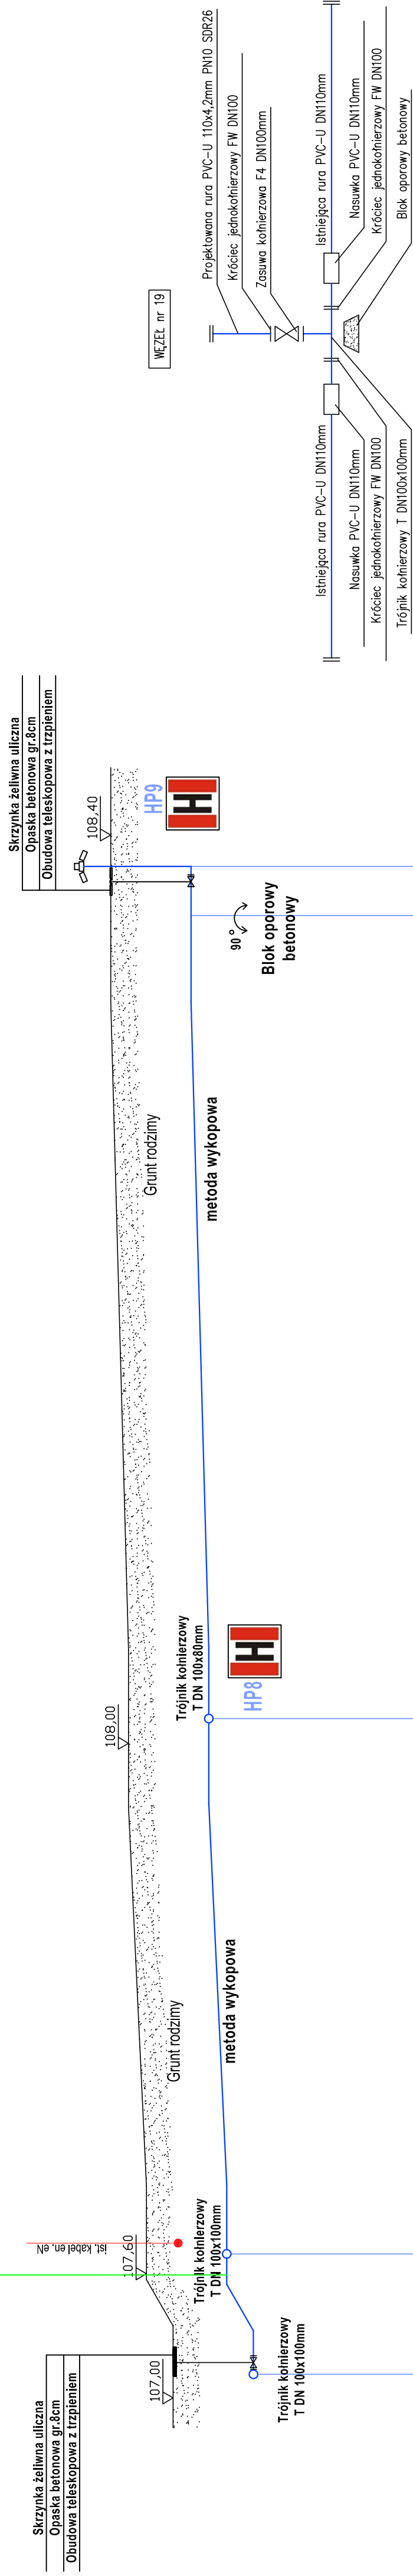 Skrzynka żeliwna uliczna
Opaska betonowa gr.8cm
Obudowa teleskopowa z trzpieniem
107,00
107,60
ist. kabel en. eN
Trójnik kołnierzowy
T DN 100x100mm
Trójnik kołnierzowy
T DN 100x100mm
Grunt rodzimy
metoda wykopowa
108,00
Trójnik kołnierzowy
T DN 100x80mm
HP8
H
Grunt rodzimy
metoda wykopowa
Skrzynka żeliwna uliczna
Opaska betonowa gr.8cm
Obudowa teleskopowa z trzpieniem
108,40
HP9
H
90°
Blok oporowy
betonowy
WĘZEŁ nr 19
Projektowana rura PVC-U 110x4,2mm PN10 SDR26
Króciec jednokołnierzowy FW DN100
Zasuwa kołnierzowa F4 DN100mm
Istniejąca rura PVC-U DN110mm
Nasuwka PVC-U DN110mm
Króciec jednokołnierzowy FW DN100
Trójnik kołnierzowy T DN100x100mm
Istniejąca rura PVC-U DN110mm
Nasuwka PVC-U DN110mm
Króciec jednokołnierzowy FW DN100
Blok oporowy betonowy